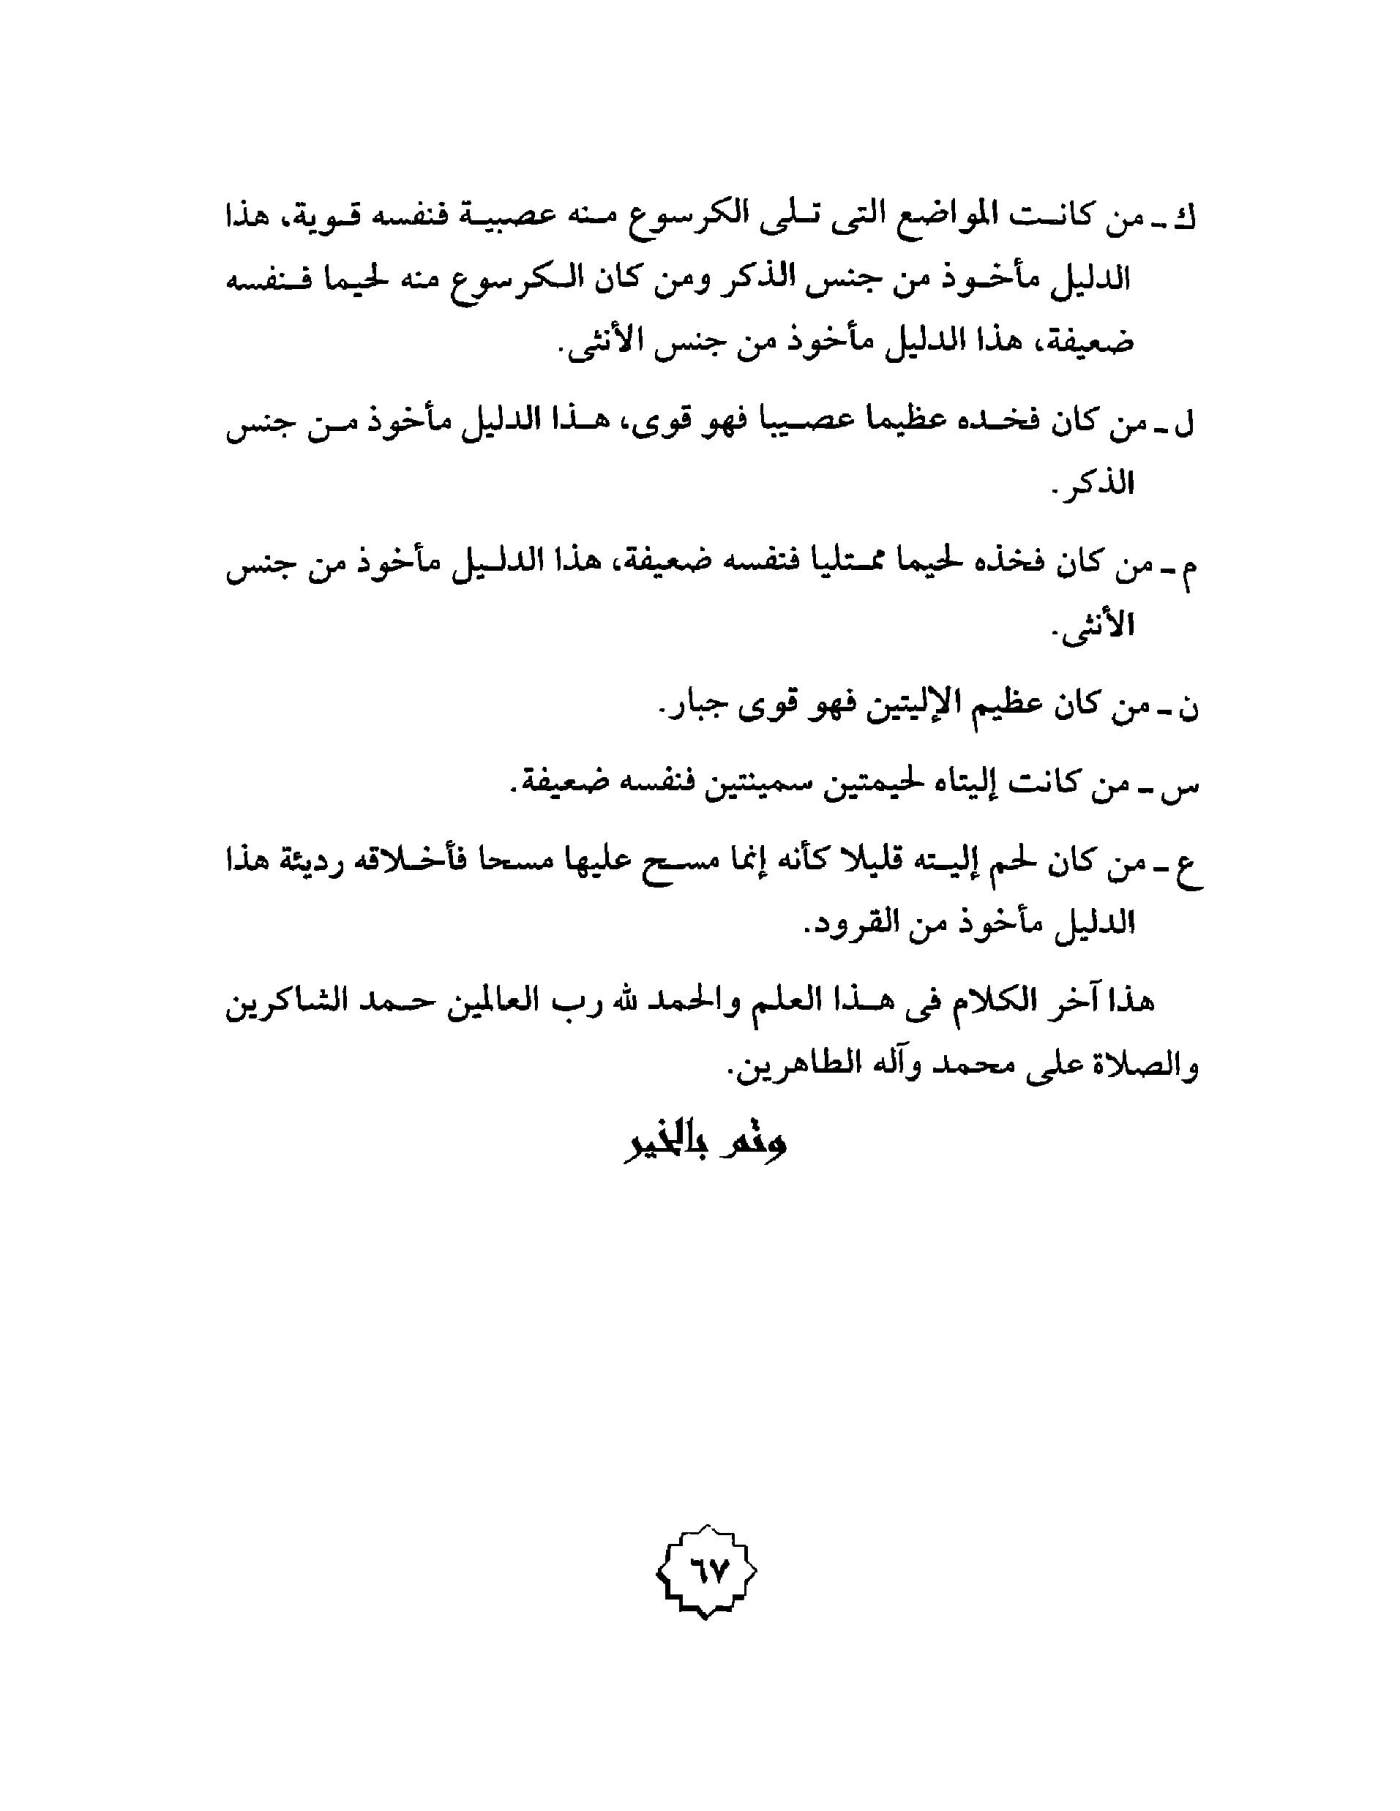 ك ـ من كانت المواضع التى تلى الكرسوع منه عصبية فنفسه قوية، هذا
الدليل مأخوذ من جنس الذكر ومن كان الكرسوع منه لحيما فنفسه
ضعيفة، هذا الدليل مأخوذ من جنس الأنثى.
ل ـ من كان فخده عظيما عصيبا فهو قوى، هذا الدليل مأخوذ من جنس
الذكر.
م ـ من كان فخذه لحيما ممتليا فنفسه ضعيفة، هذا الدليل مأخوذ من جنس
الأنثى.
ن ـ من كان عظيم الإليتين فهو قوى جبار.
س ـ من كانت إليتاه لحيمتين سمينتين فنفسه ضعيفة.
ع ـ من كان لحم إليته قليلا كأنه إنما مسح عليها مسحا فأخلاقه رديئة هذا
الدليل مأخوذ من القرود.
هذا آخر الكلام فى هذا العلم والحمد لله رب العالمين حمد الشاكرين
والصلاة على محمد وآله الطاهرين.
وتم بالخير
٦٧